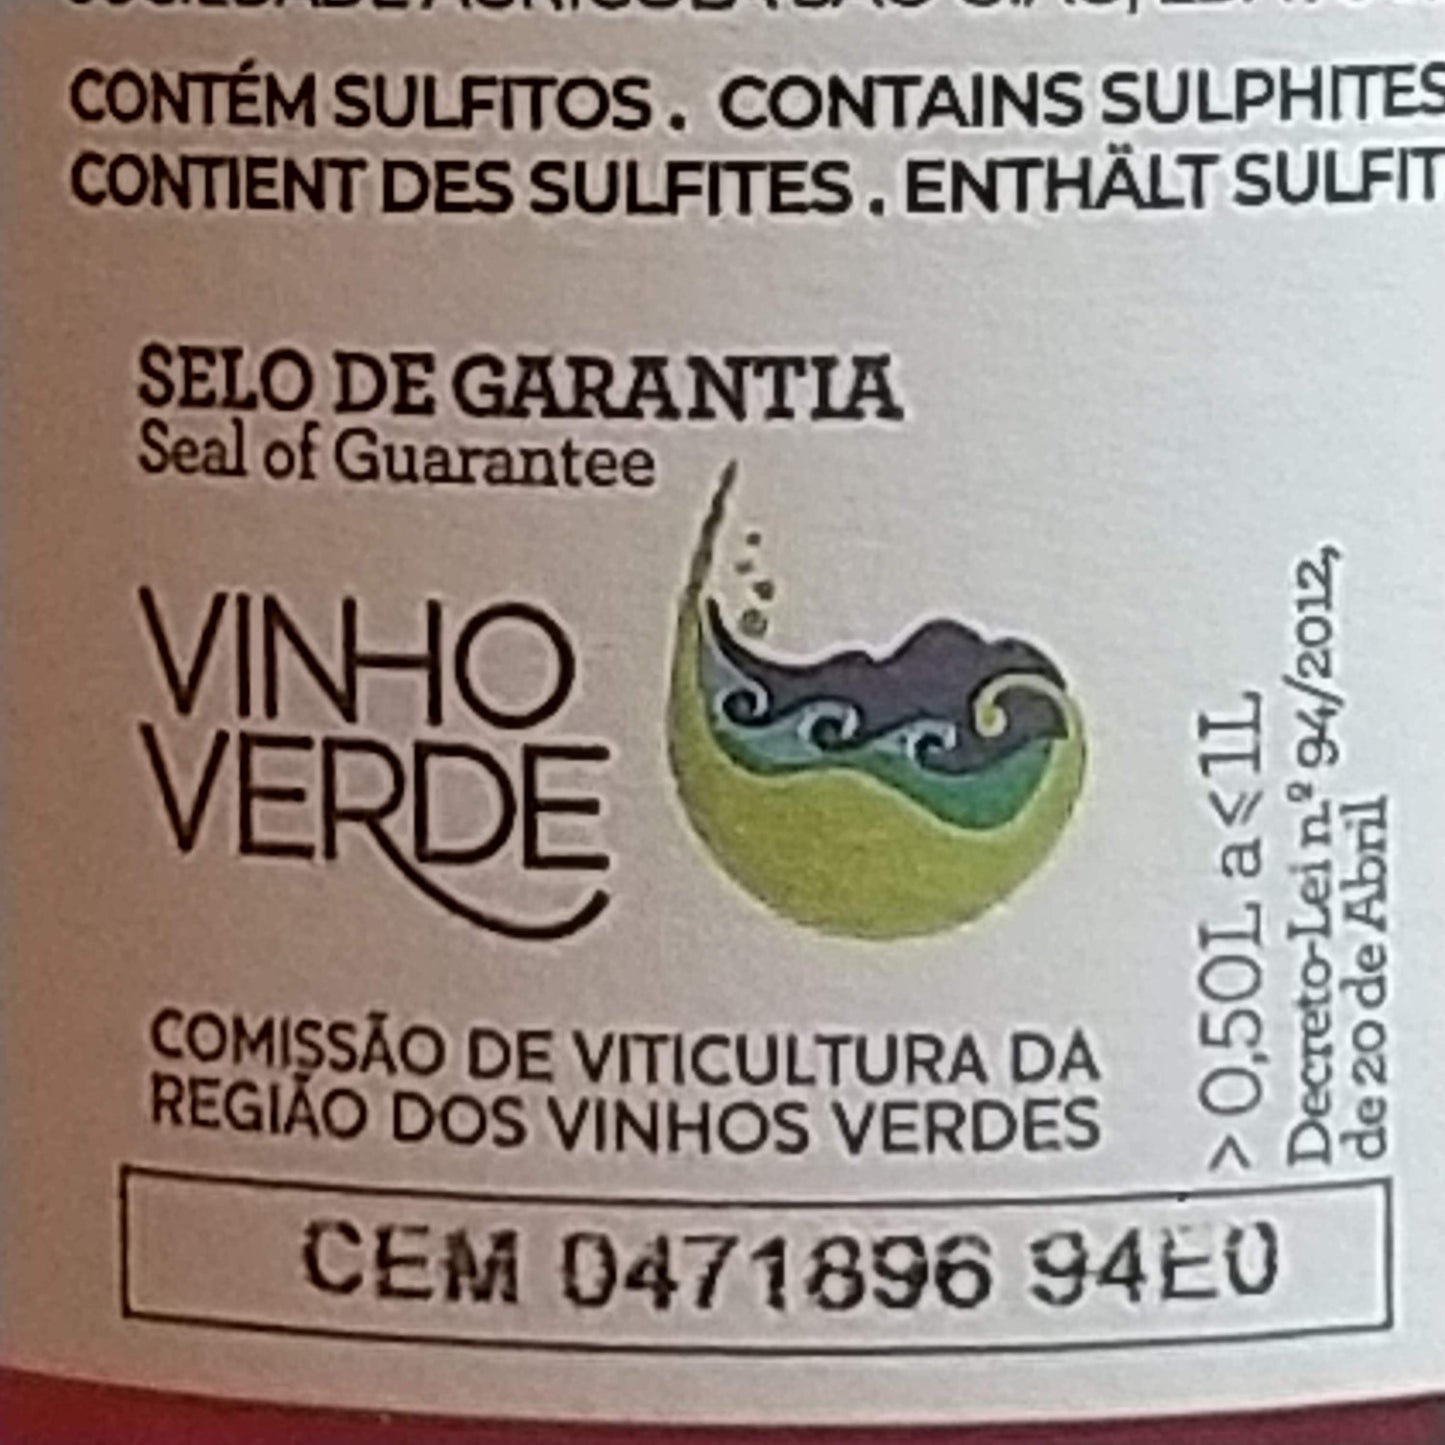 CONTÉM SULFITOS. CONTAINS SULPHITES
CONTIENT DES SULFITES. ENTHÄLT SULFIT
SELO DE GARANTIA
Seal of Guarantee
VINHO
VERDE
COMISSÃO DE VITICULTURA DA
REGIÃO DOS VINHOS VERDES
>0,50L a ≤1L
Decreto-Lei n.º 94/2012,
de 20 de Abril
CEM 0471896 94E0